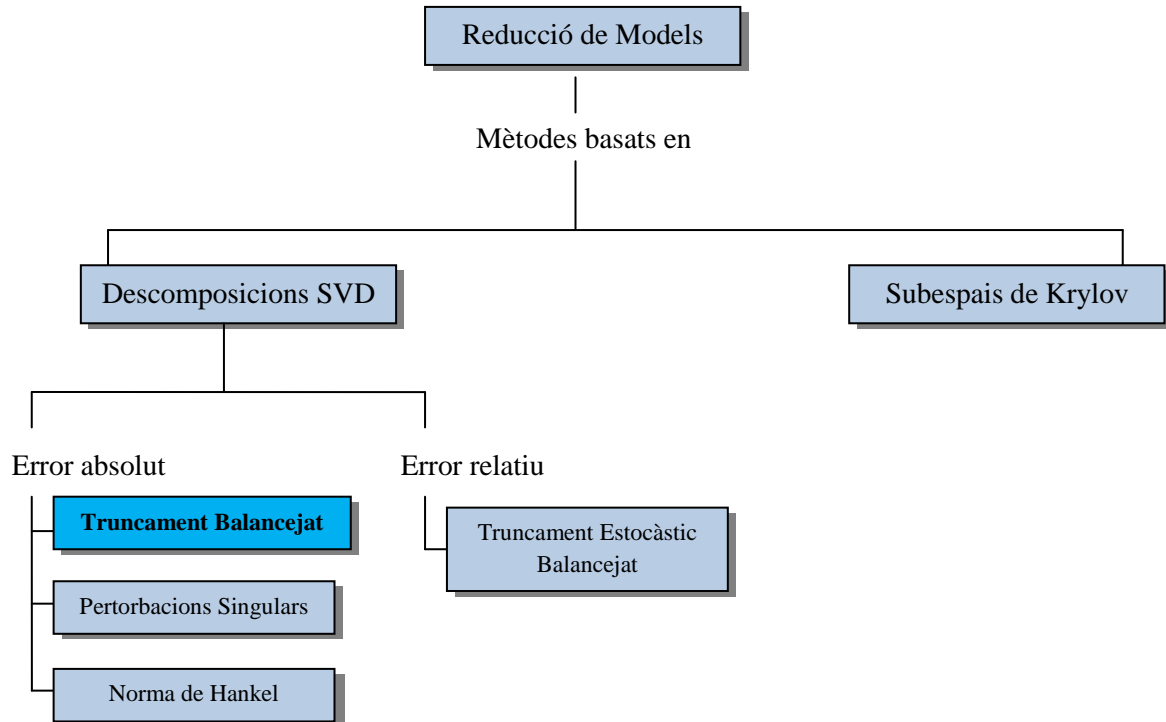 Reducció de Models
Mètodes basats en
Descomposicions SVD
Subespais de Krylov
Error absolut
Error relatiu
Truncament Balancejat
Truncament Estocàstic
Balancejat
Pertorbacions Singulars
Norma de Hankel